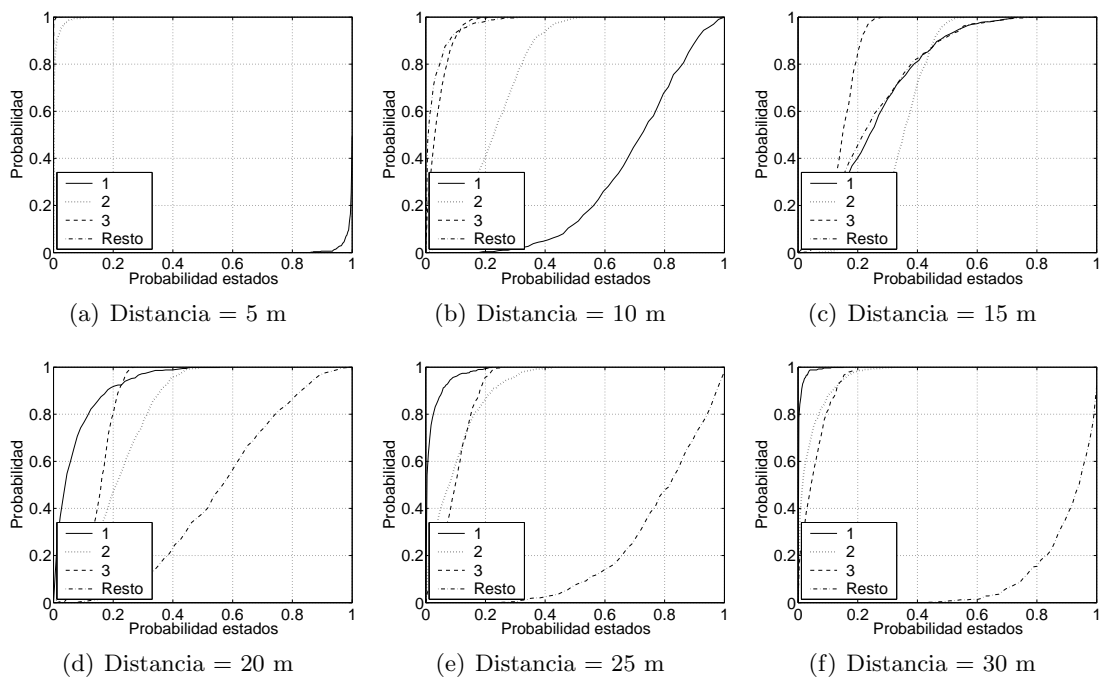 1
0.8
0.6
0.4
0.2
0
Probabilidad
1
2
3
Resto
0 0.2 0.4 0.6 0.8 1
Probabilidad estados
(a) Distancia = 5 m
1
0.8
0.6
0.4
0.2
0
Probabilidad
1
2
3
Resto
0 0.2 0.4 0.6 0.8 1
Probabilidad estados
(b) Distancia = 10 m
1
0.8
0.6
0.4
0.2
0
Probabilidad
1
2
3
Resto
0 0.2 0.4 0.6 0.8 1
Probabilidad estados
(c) Distancia = 15 m
1
0.8
0.6
0.4
0.2
0
Probabilidad
1
2
3
Resto
0 0.2 0.4 0.6 0.8 1
Probabilidad estados
(d) Distancia = 20 m
1
0.8
0.6
0.4
0.2
0
Probabilidad
1
2
3
Resto
0 0.2 0.4 0.6 0.8 1
Probabilidad estados
(e) Distancia = 25 m
1
0.8
0.6
0.4
0.2
0
Probabilidad
1
2
3
Resto
0 0.2 0.4 0.6 0.8 1
Probabilidad estados
(f) Distancia = 30 m